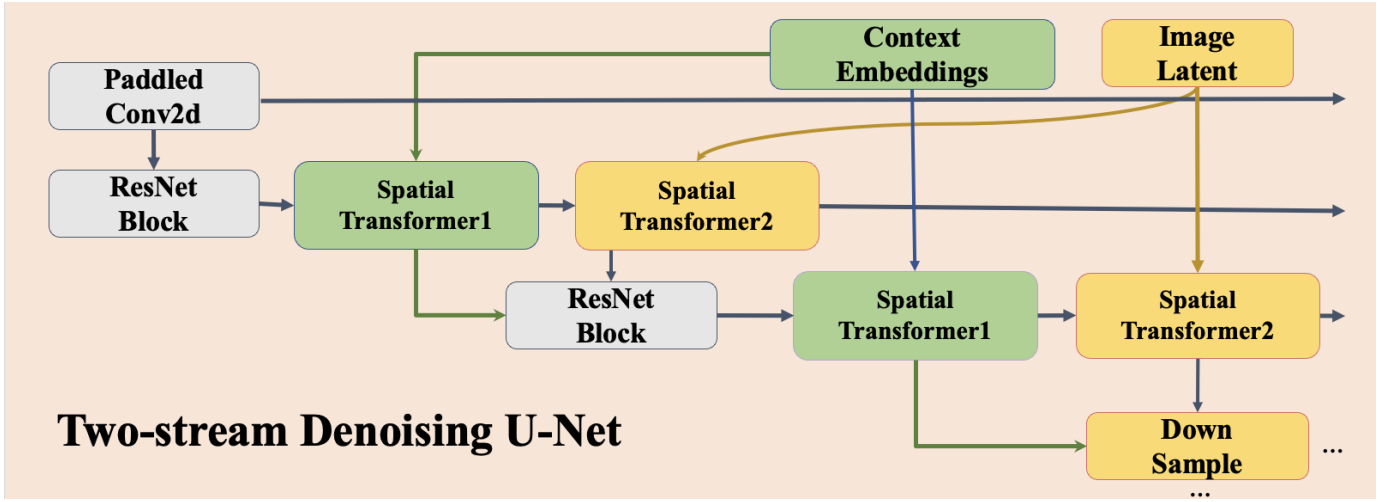 Context
Embeddings
Image
Latent
Paddled
Conv2d
ResNet
Block
Spatial
Transformer1
Spatial
Transformer2
ResNet
Block
Spatial
Transformer1
Spatial
Transformer2
Two-stream Denoising U-Net
Down
Sample
...
...